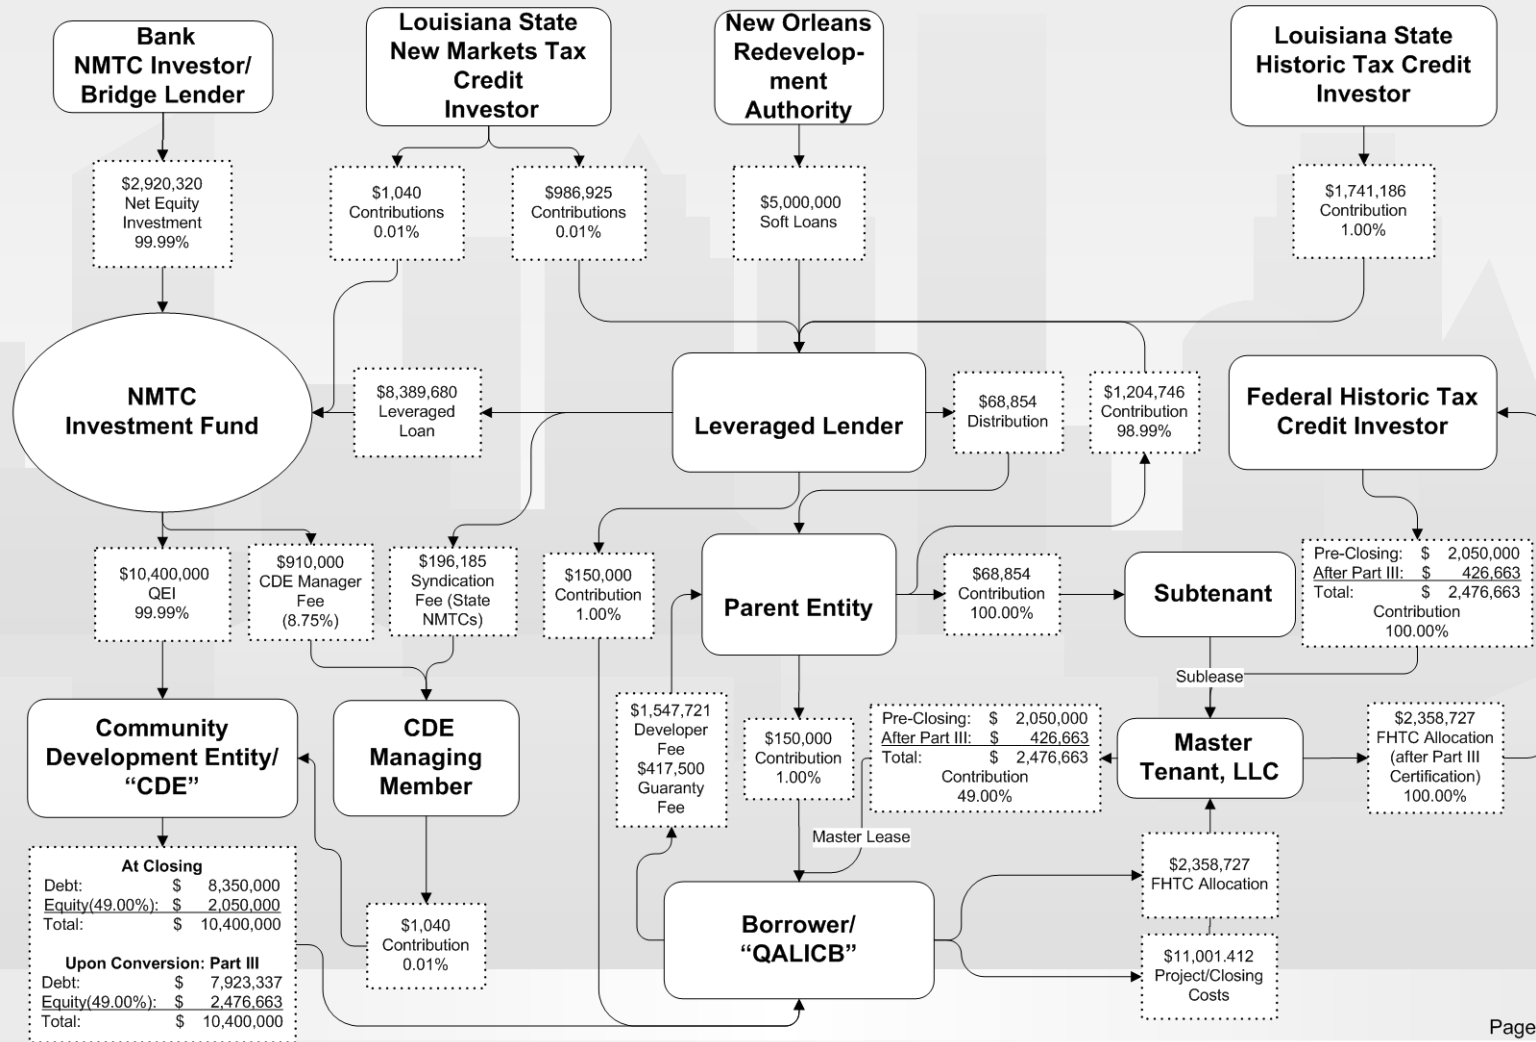 Bank
NMTC Investor/
Bridge Lender
Louisiana State
New Markets Tax
Credit
Investor
New Orleans
Redevelop-
ment
Authority
Louisiana State
Historic Tax Credit
Investor
$2,920,320
Net Equity
Investment
99.99%
$1,040
Contributions
0.01%
$986,925
Contributions
0.01%
$5,000,000
Soft Loans
$1,741,186
Contribution
1.00%
NMTC
Investment Fund
$8,389,680
Leveraged
Loan
Leveraged Lender
$68,854
Distribution
$1,204,746
Contribution
98.99%
Federal Historic Tax
Credit Investor
$10,400,000
QEI
99.99%
$910,000
CDE Manager
Fee
(8.75%)
$196,185
Syndication
Fee (State
NMTCs)
$150,000
Contribution
1.00%
Parent Entity
$68,854
Contribution
100.00%
Subtenant
Pre-Closing: $ 2,050,000
After Part III: $ 426,663
Total: $ 2,476,663
Contribution
100.00%
Sublease
Community
Development Entity/
“CDE”
CDE
Managing
Member
$1,547,721
Developer
Fee
$417,500
Guaranty
Fee
$150,000
Contribution
1.00%
Pre-Closing: $ 2,050,000
After Part III: $ 426,663
Total: $ 2,476,663
Contribution
49.00%
Master
Tenant, LLC
$2,358,727
FHTC Allocation
(after Part III
Certification)
100.00%
Master Lease
At Closing
Debt: $ 8,350,000
Equity(49.00%): $ 2,050,000
Total: $ 10,400,000
Upon Conversion: Part III
Debt: $ 7,923,337
Equity(49.00%): $ 2,476,663
Total: $ 10,400,000
$1,040
Contribution
0.01%
Borrower/
“QALICB”
$2,358,727
FHTC Allocation
$11,001.412
Project/Closing
Costs
Page